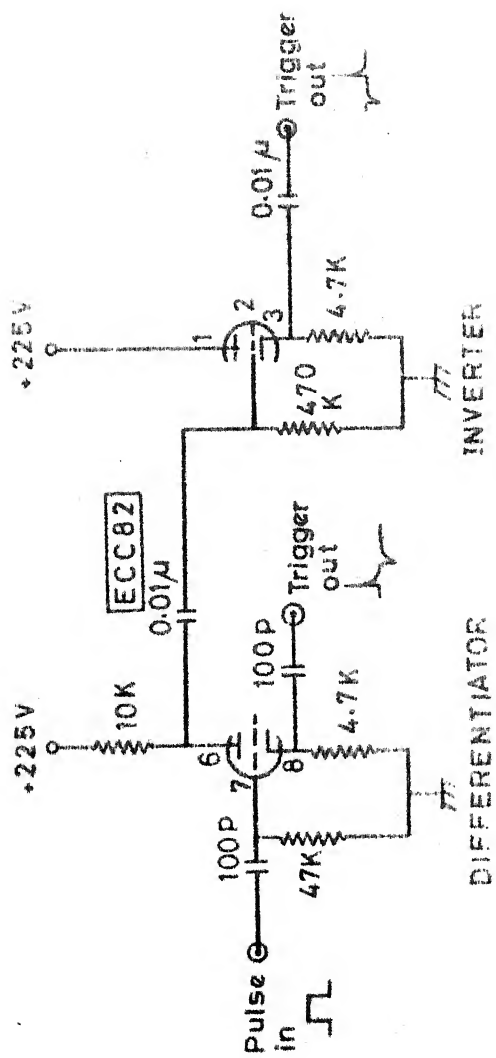 +225V
+225V
ECC82
10K
0.01μ
1
2
3
0.01μ
Trigger
out
6
7
8
100P
100P
Trigger
out
Pulse
in
47K
4.7K
470
K
4.7K
DIFFERENTIATOR
INVERTER